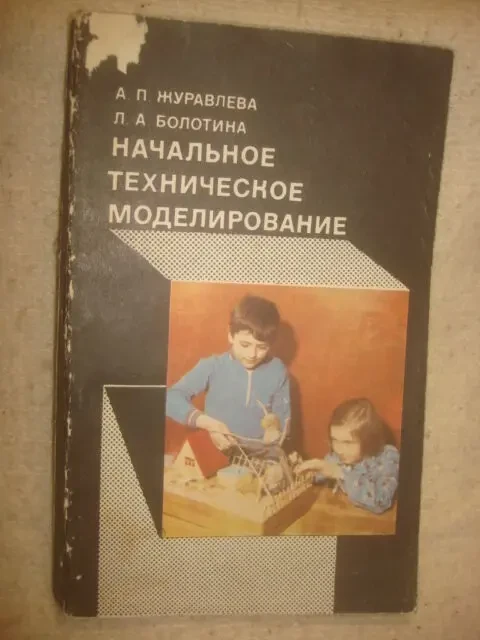 А. П. ЖУРАВЛЕВА
Л. А. БОЛОТИНА
НАЧАЛЬНОЕ
ТЕХНИЧЕСКОЕ
МОДЕЛИРОВАНИЕ